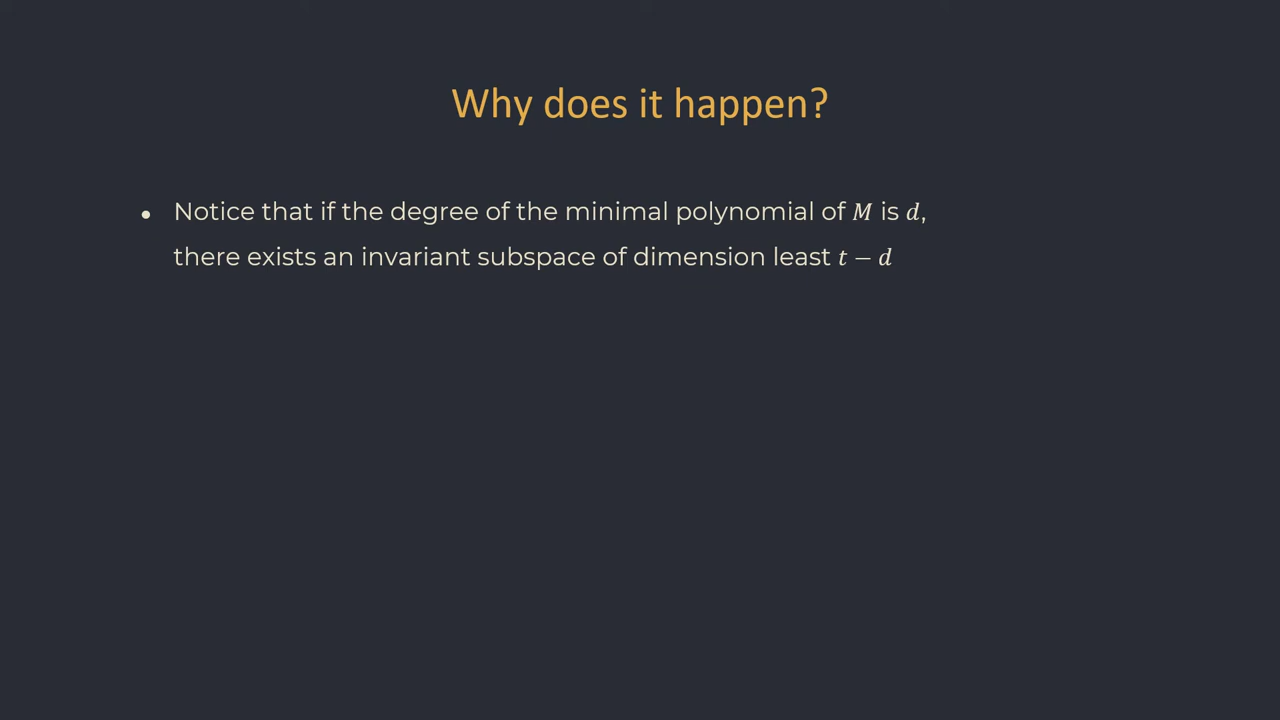 Why does it happen?
• Notice that if the degree of the minimal polynomial of M is d,
there exists an invariant subspace of dimension least t − d